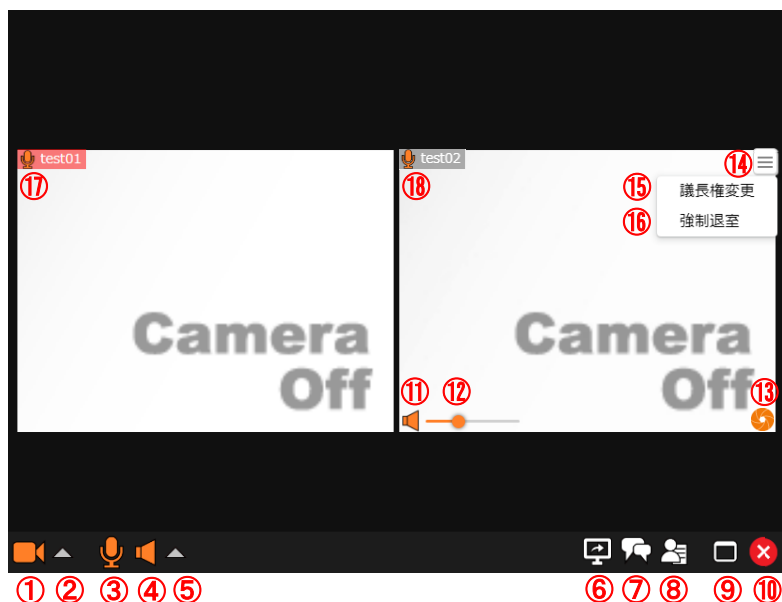 test01
test02
⑭
⑰
⑱
⑮ 議長権変更
⑯ 強制退室
Camera
Off
Camera
Off
⑪ ⑫ ⑬
① ② ③ ④ ⑤ ⑥ ⑦ ⑧ ⑨ ⑩